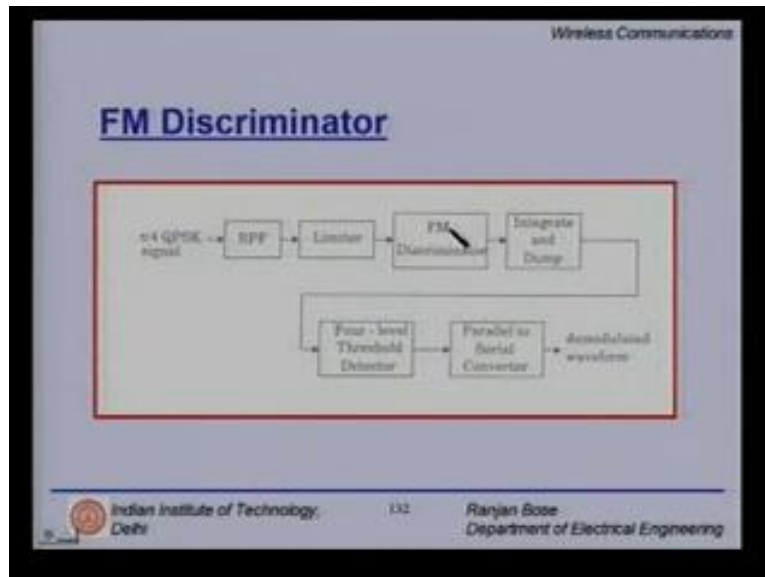 Wireless Communications
FM Discriminator
π/4 QPSK
signal
BPF
Limiter
FM
Discriminator
Integrate
and
Dump
Four - level
Threshold
Detector
Parallel to
Serial
Converter
demodulated
waveform
Indian Institute of Technology,
Delhi
132
Ranjan Bose
Department of Electrical Engineering